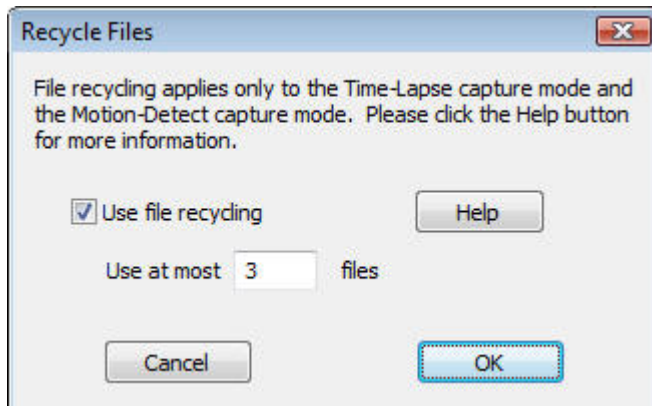 Recycle Files
File recycling applies only to the Time-Lapse capture mode and
the Motion-Detect capture mode.  Please click the Help button
for more information.
Use file recycling
Help
Use at most 3 files
Cancel
OK